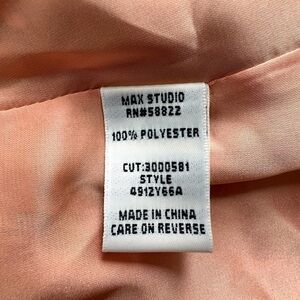 MAX STUDIO
RN#58822
100% POLYESTER
CUT:3000581
STYLE
4912Y66A
MADE IN CHINA
CARE ON REVERSE